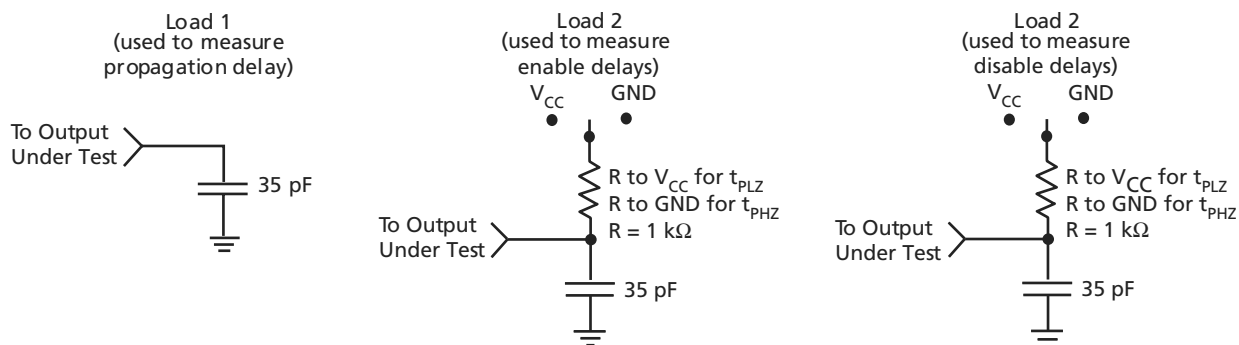 Load 1
(used to measure
propagation delay)
To Output
Under Test
35 pF
Load 2
(used to measure
enable delays)
VCC
GND
R to VCC for tPLZ
R to GND for tPHZ
R = 1 kΩ
To Output
Under Test
35 pF
Load 2
(used to measure
disable delays)
VCC
GND
R to VCC for tPLZ
R to GND for tPHZ
R = 1 kΩ
To Output
Under Test
35 pF